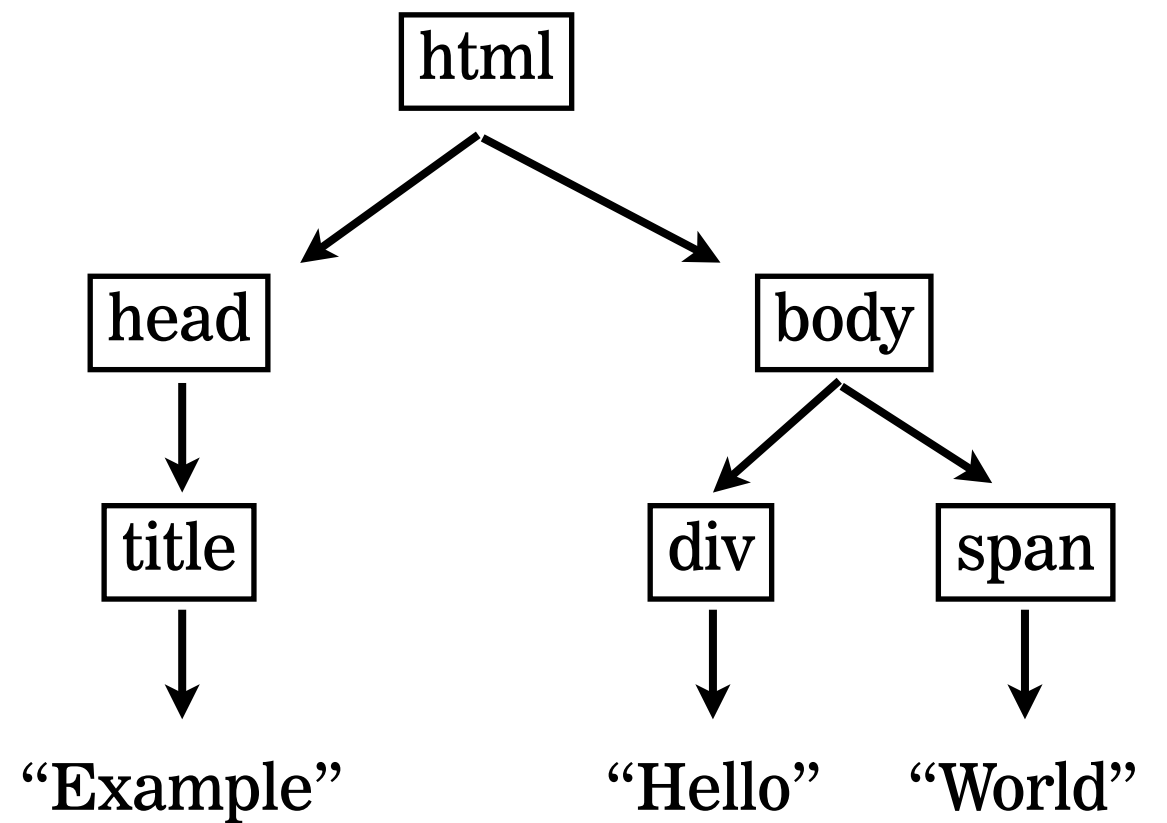 html
head
body
title
div
span
“Example”
“Hello”
“World”